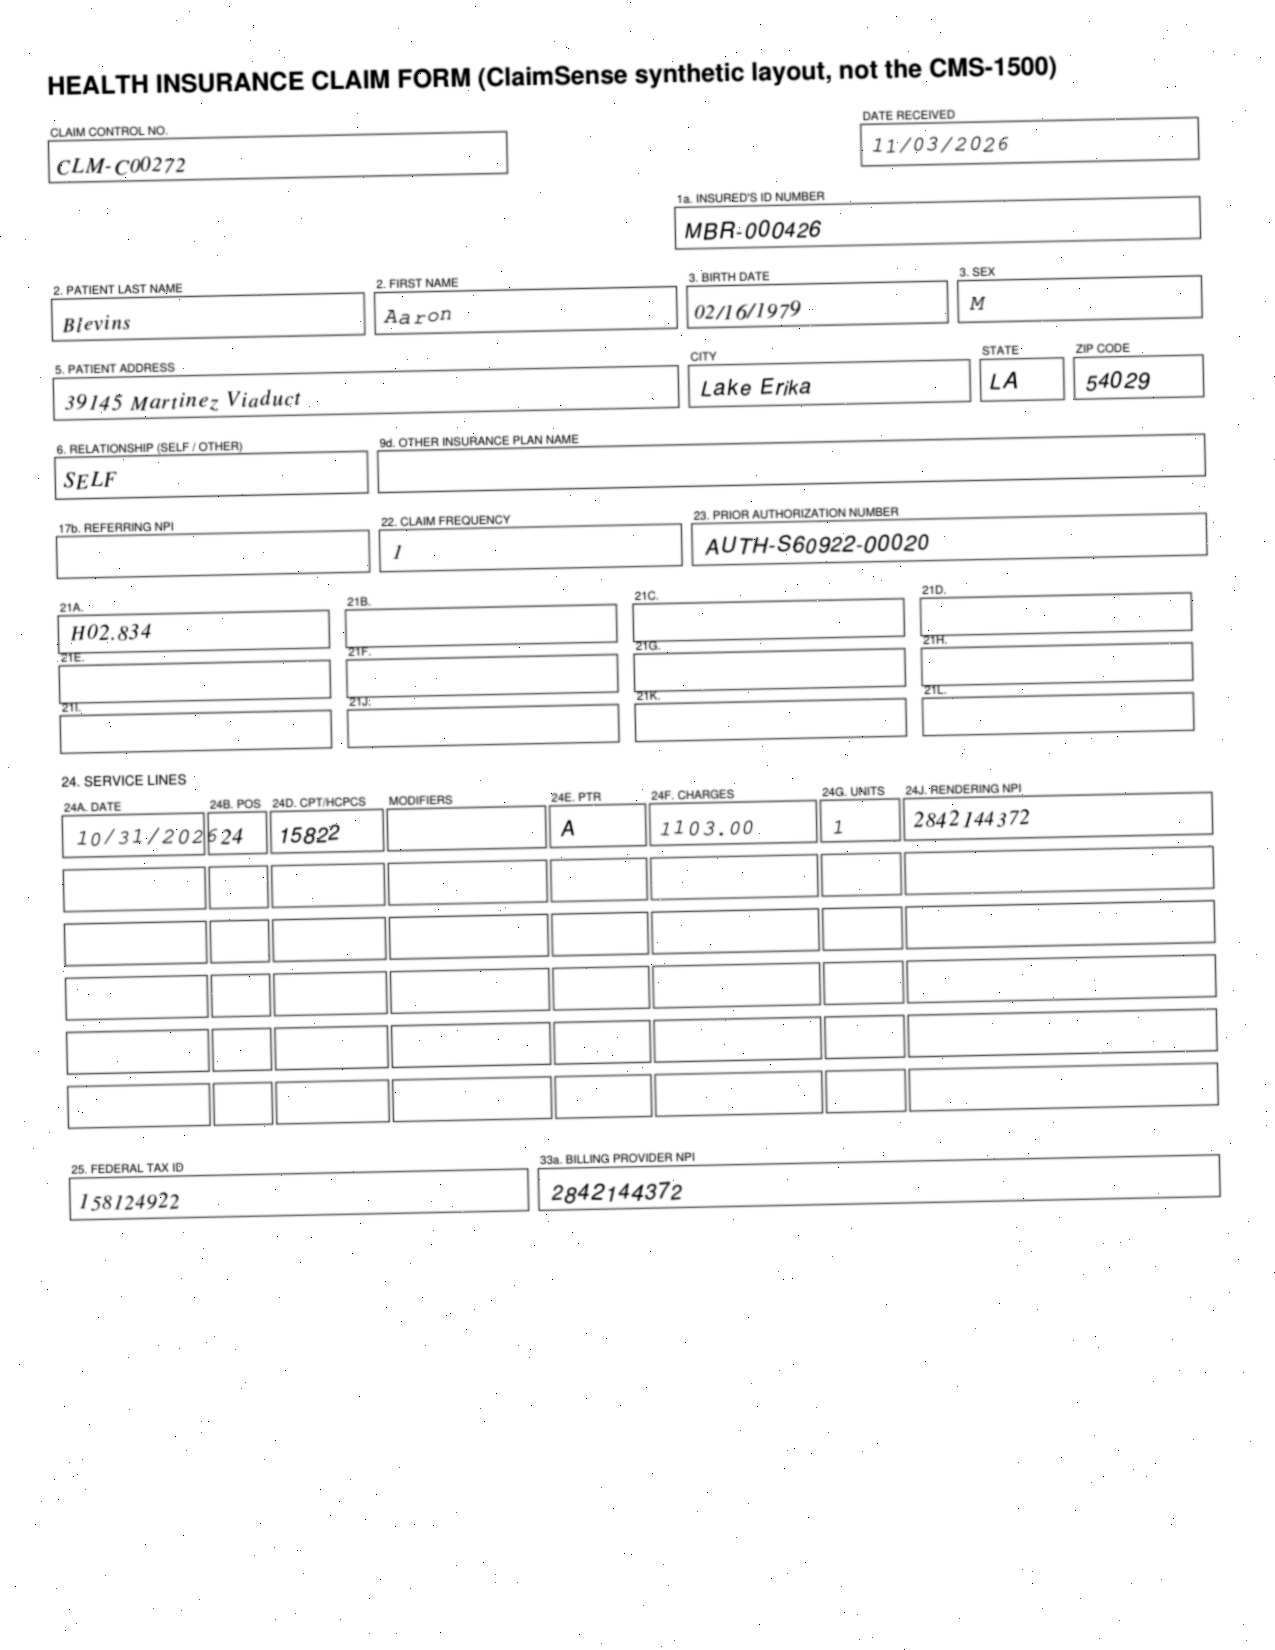 HEALTH INSURANCE CLAIM FORM (ClaimSense synthetic layout, not the CMS-1500)
CLAIM CONTROL NO.
CLM-C00272
DATE RECEIVED
11/03/2026
1a. INSURED'S ID NUMBER
MBR-000426
2. PATIENT LAST NAME
Blevins
2. FIRST NAME
Aaron
3. BIRTH DATE
02/16/1979
3. SEX
M
5. PATIENT ADDRESS
39145 Martinez Viaduct
CITY
Lake Erika
STATE
LA
ZIP CODE
54029
6. RELATIONSHIP (SELF / OTHER)
SELF
9d. OTHER INSURANCE PLAN NAME
17b. REFERRING NPI
22. CLAIM FREQUENCY
1
23. PRIOR AUTHORIZATION NUMBER
AUTH-S60922-00020
21A.
H02.834
21B.
21C.
21D.
21E.
21F.
21G.
21H.
21I.
21J.
21K.
21L.
24. SERVICE LINES
24A. DATE 24B. POS 24D. CPT/HCPCS MODIFIERS 24E. PTR 24F. CHARGES 24G. UNITS 24J. RENDERING NPI
10/31/2026 24 15822 A 1103.00 1 2842144372
25. FEDERAL TAX ID
158124922
33a. BILLING PROVIDER NPI
2842144372